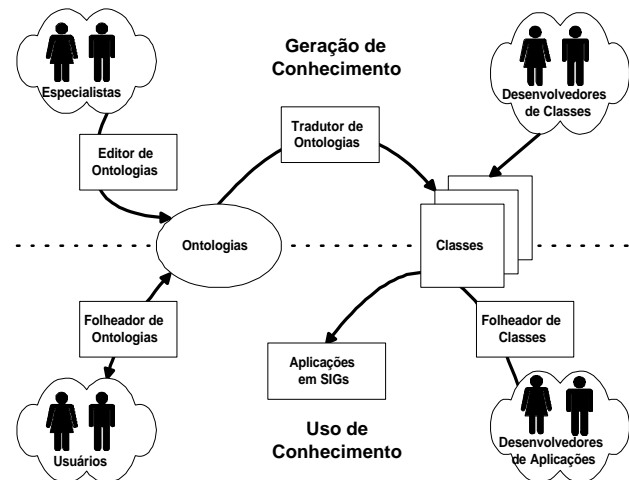 Geração de
Conhecimento
Especialistas
Desenvolvedores
de Classes
Editor de
Ontologias
Tradutor de
Ontologias
Ontologias
Classes
Folheador de
Ontologias
Folheador de
Classes
Aplicações
em SIGs
Uso de
Conhecimento
Usuários
Desenvolvedores
de Aplicações